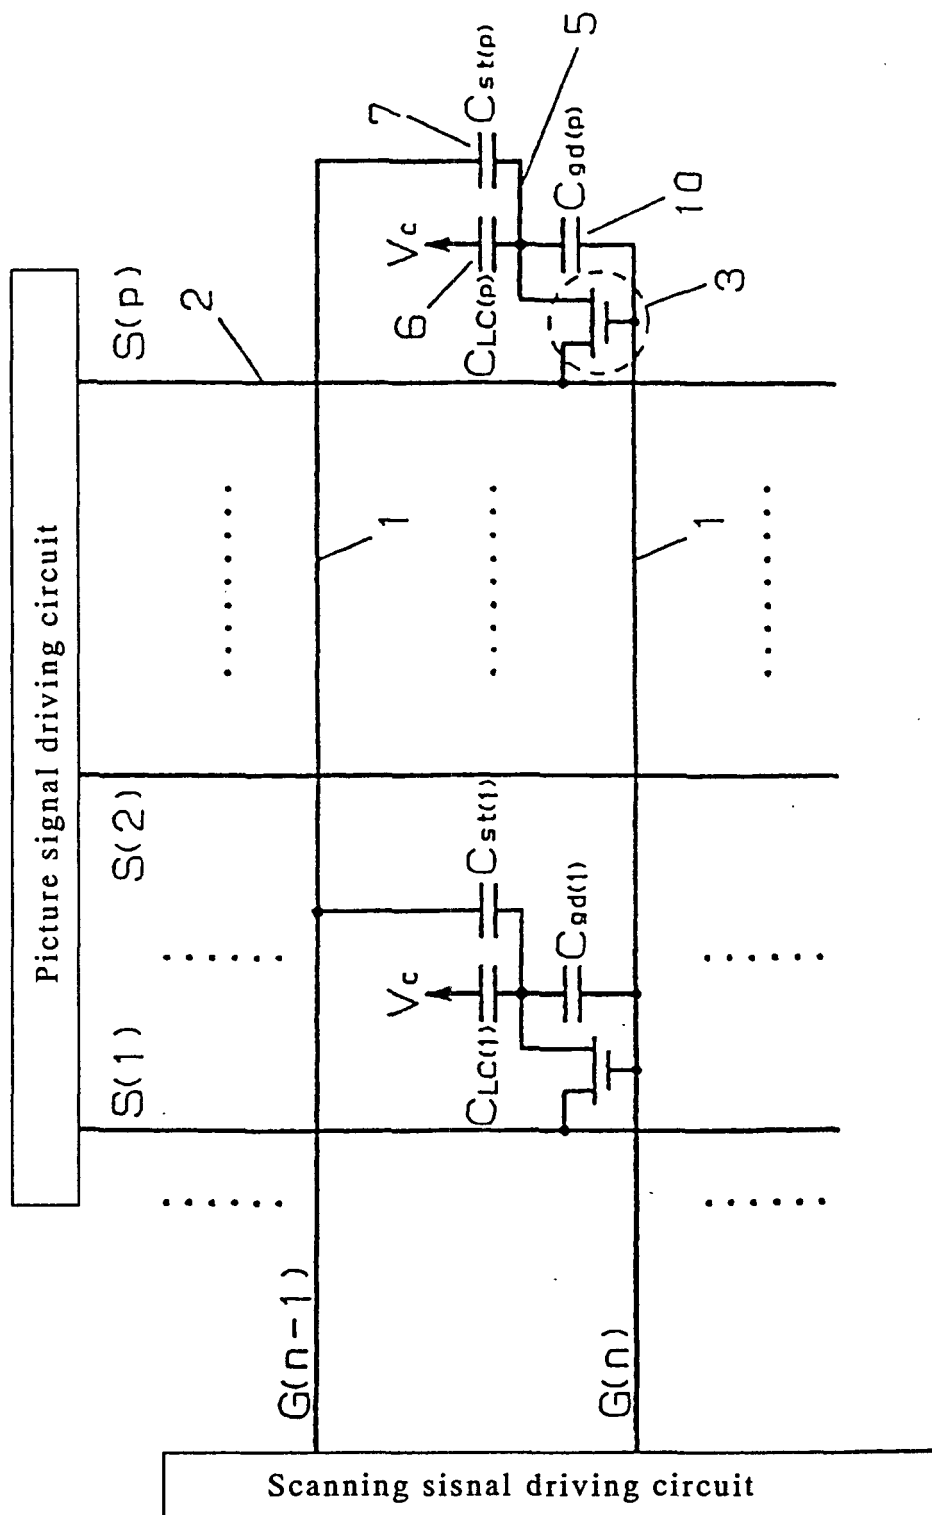 Picture signal driving circuit
S(1)
S(2)
S(p)
2
G(n-1)
1
Vc
Vc
7
6
CLC(1)
Cst(1)
CLC(p)
Cst(p)
5
Cgd(1)
Cgd(p)
10
3
G(n)
1
Scanning sisnal driving circuit